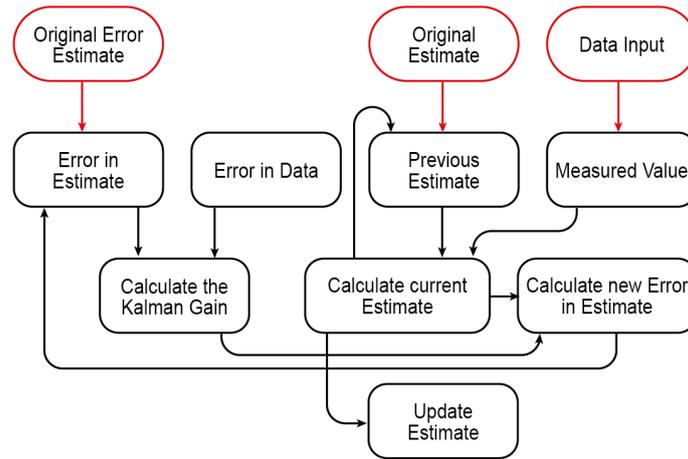 Original Error
Estimate
Original
Estimate
Data Input
Error in
Estimate
Error in Data
Previous
Estimate
Measured Value
Calculate the
Kalman Gain
Calculate current
Estimate
Calculate new Error
in Estimate
Update
Estimate